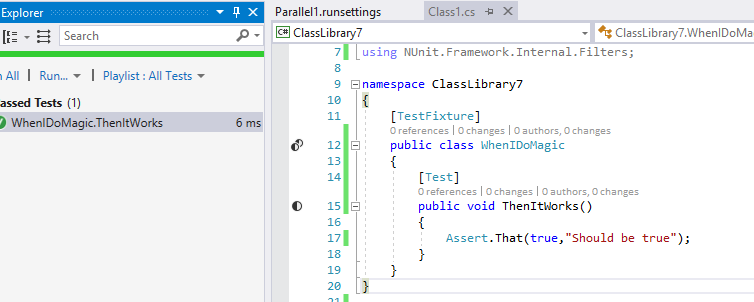 Explorer
Search
n All | Run... Playlist : All Tests
assed Tests (1)
WhenIDoMagic.ThenItWorks 6 ms
Parallel1.runsettings Class1.cs
C# ClassLibrary7 ClassLibrary7.WhenIDoMagic
7 using NUnit.Framework.Internal.Filters;
8
9 namespace ClassLibrary7
10 {
11 [TestFixture]
0 references | 0 changes | 0 authors, 0 changes
12 public class WhenIDoMagic
13 {
14 [Test]
0 references | 0 changes | 0 authors, 0 changes
15 public void ThenItWorks()
16 {
17 Assert.That(true,"Should be true");
18 }
19 }
20 }
21